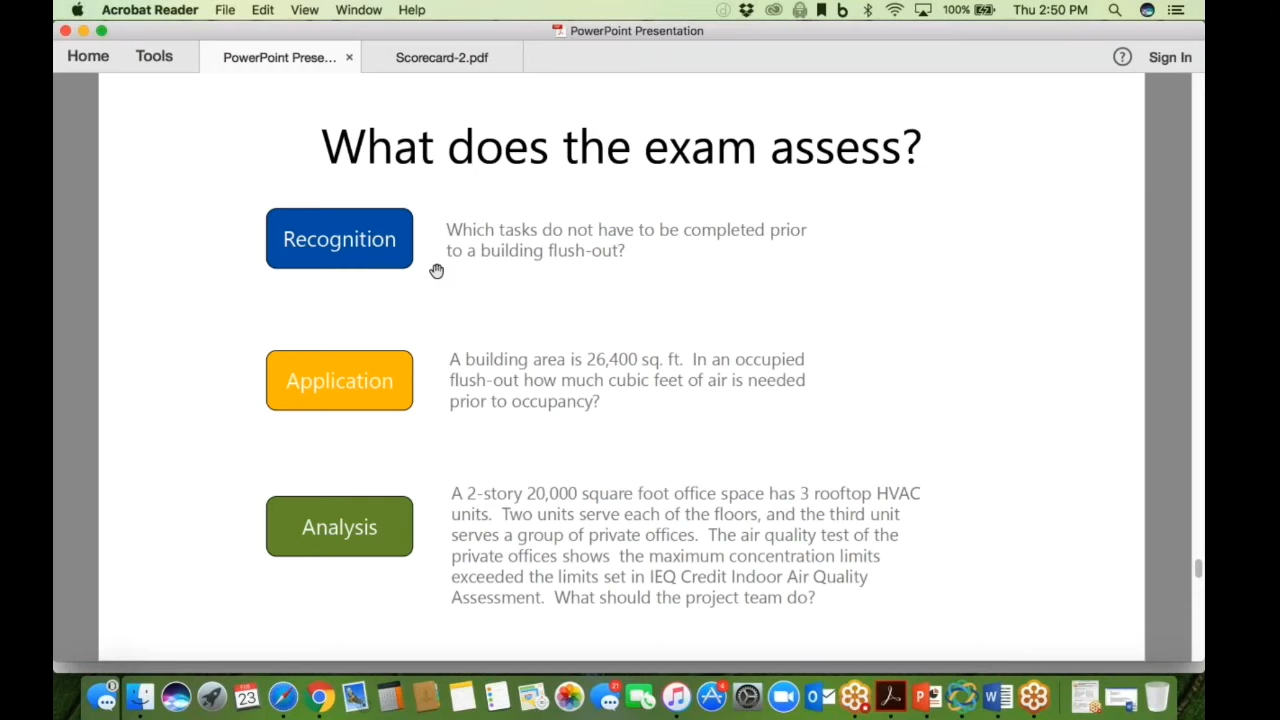 Acrobat Reader File Edit View Window Help 100% Thu 2:50 PM
PowerPoint Presentation
Home Tools PowerPoint Prese... × Scorecard-2.pdf ? Sign In
What does the exam assess?
Recognition
Which tasks do not have to be completed prior
to a building flush-out?
Application
A building area is 26,400 sq. ft. In an occupied
flush-out how much cubic feet of air is needed
prior to occupancy?
Analysis
A 2-story 20,000 square foot office space has 3 rooftop HVAC
units. Two units serve each of the floors, and the third unit
serves a group of private offices. The air quality test of the
private offices shows the maximum concentration limits
exceeded the limits set in IEQ Credit Indoor Air Quality
Assessment. What should the project team do?
23